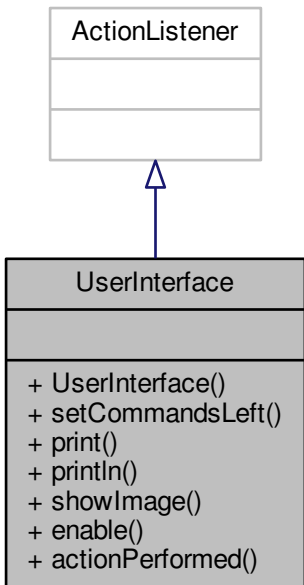 ActionListener
UserInterface
+ UserInterface()
+ setCommandsLeft()
+ print()
+ println()
+ showImage()
+ enable()
+ actionPerformed()